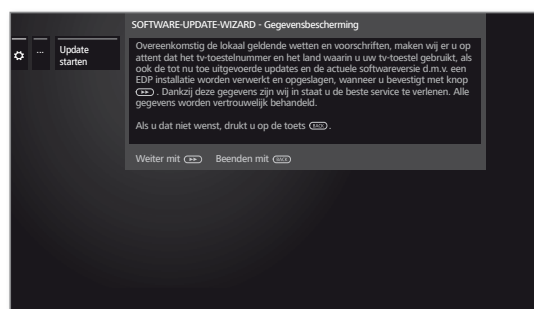 SOFTWARE-UPDATE-WIZARD - Gegevensbescherming
...
Update
starten
Overeenkomstig de lokaal geldende wetten en voorschriften, maken wij er u op
attent dat het tv-toestelnummer en het land waarin u uw tv-toestel gebruikt, als
ook de tot nu toe uitgevoerde updates en de actuele softwareversie d.m.v. een
EDP installatie worden verwerkt en opgeslagen, wanneer u bevestigd met knop
. Dankzij deze gegevens zijn wij in staat u de beste service te verlenen. Alle
gegevens worden vertrouwelijk behandeld.
Als u dat niet wenst, drukt u op de toets BACK.
Weiter mit Beenden mit BACK